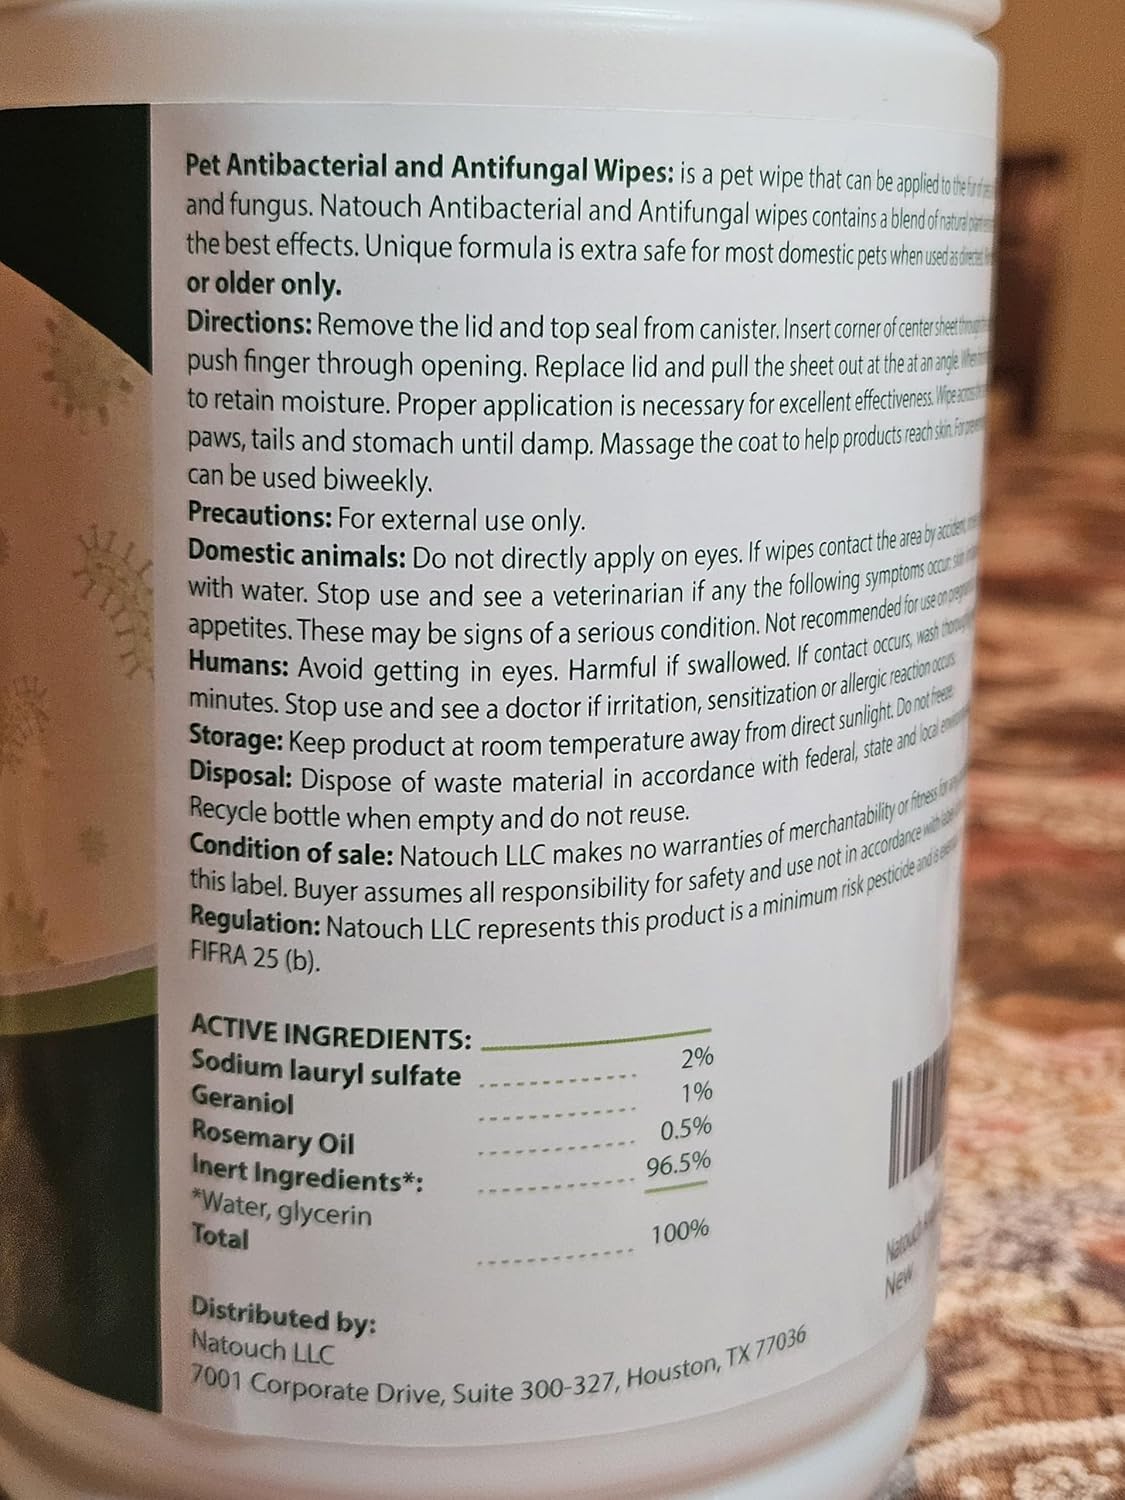 Pet Antibacterial and Antifungal Wipes: is a pet wipe that can be applied to the fur of
and fungus. Natouch Antibacterial and Antifungal wipes contains a blend of natural
the best effects. Unique formula is extra safe for most domestic pets when used as directed.
or older only.
Directions: Remove the lid and top seal from canister. Insert corner of center sheet through
push finger through opening. Replace lid and pull the sheet out at the at an angle. When
to retain moisture. Proper application is necessary for excellent effectiveness. Wipe across
paws, tails and stomach until damp. Massage the coat to help products reach skin. For
can be used biweekly.
Precautions: For external use only.
Domestic animals: Do not directly apply on eyes. If wipes contact the area by accident,
with water. Stop use and see a veterinarian if any the following symptoms occur: skin
appetites. These may be signs of a serious condition. Not recommended for use on
Humans: Avoid getting in eyes. Harmful if swallowed. If contact occurs, wash
minutes. Stop use and see a doctor if irritation, sensitization or allergic reaction occurs.
Storage: Keep product at room temperature away from direct sunlight. Do not freeze.
Disposal: Dispose of waste material in accordance with federal, state and local
Recycle bottle when empty and do not reuse.
Condition of sale: Natouch LLC makes no warranties of merchantability or fitness for
this label. Buyer assumes all responsibility for safety and use not in accordance with
Regulation: Natouch LLC represents this product is a minimum risk pesticide and is
FIFRA 25 (b).
ACTIVE INGREDIENTS:
Sodium lauryl sulfate 2%
Geraniol 1%
Rosemary Oil 0.5%
Inert Ingredients*: 96.5%
*Water, glycerin
Total 100%
Natouch
New
Distributed by:
Natouch LLC
7001 Corporate Drive, Suite 300-327, Houston, TX 77036